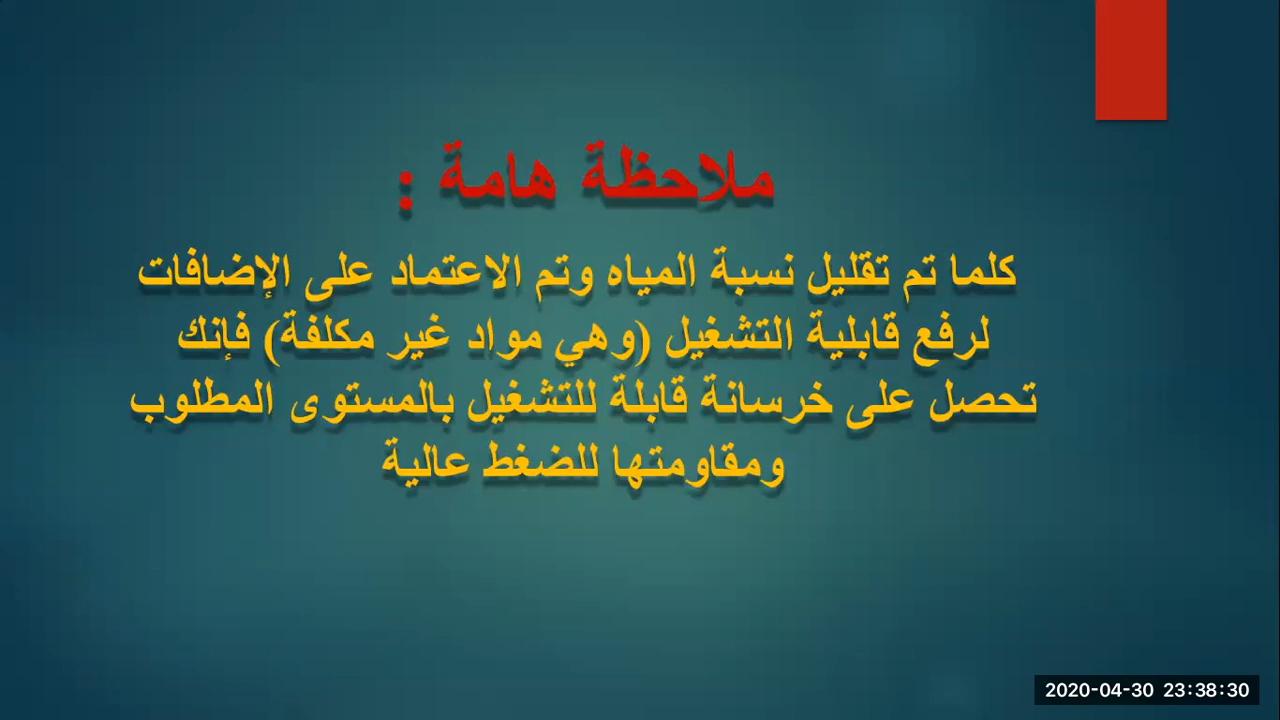 ملاحظة هامة :
كلما تم تقليل نسبة المياه وتم الاعتماد على الإضافات
لرفع قابلية التشغيل (وهي مواد غير مكلفة) فإنك
تحصل على خرسانة قابلة للتشغيل بالمستوى المطلوب
ومقاومتها للضغط عالية
2020-04-30 23:38:30